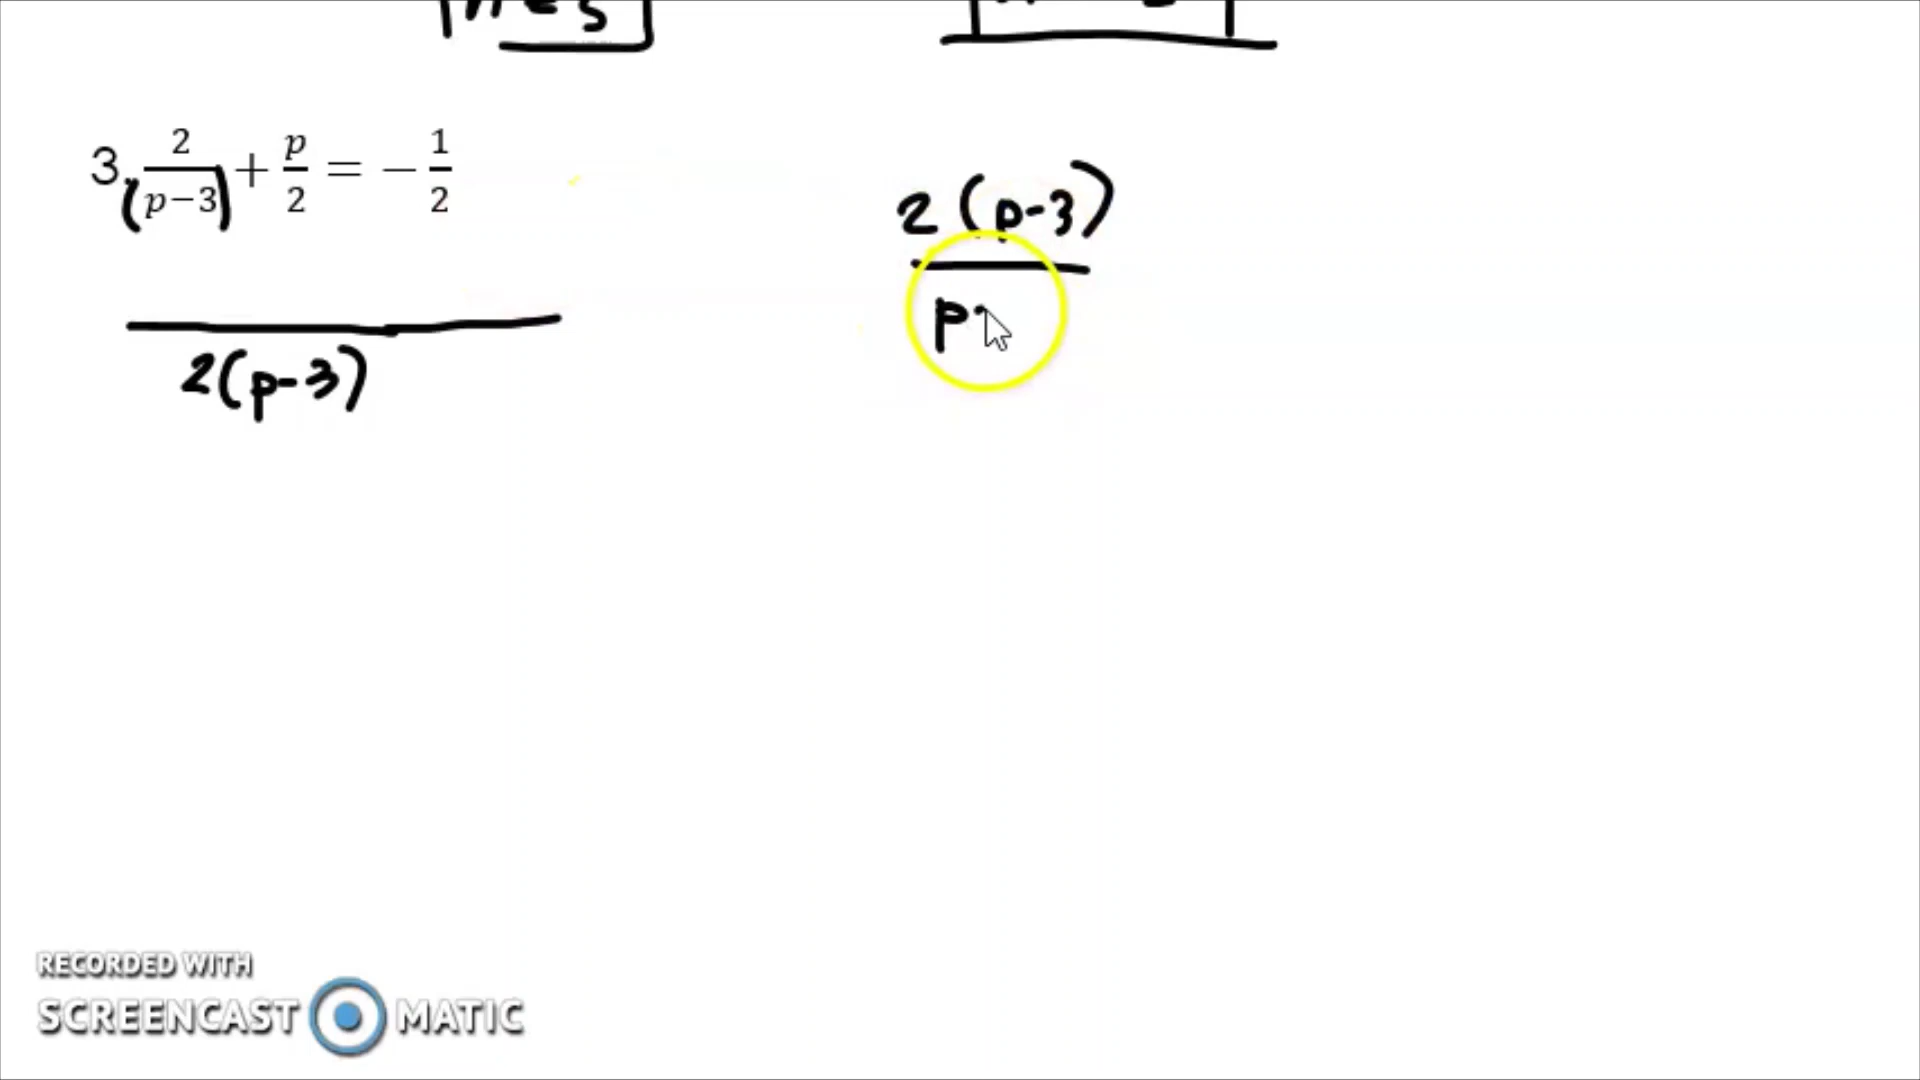 3. 2/(p−3) + p/2 = −1/2
2(p-3)
2(p-3)
p-
RECORDED WITH
SCREENCAST MATIC